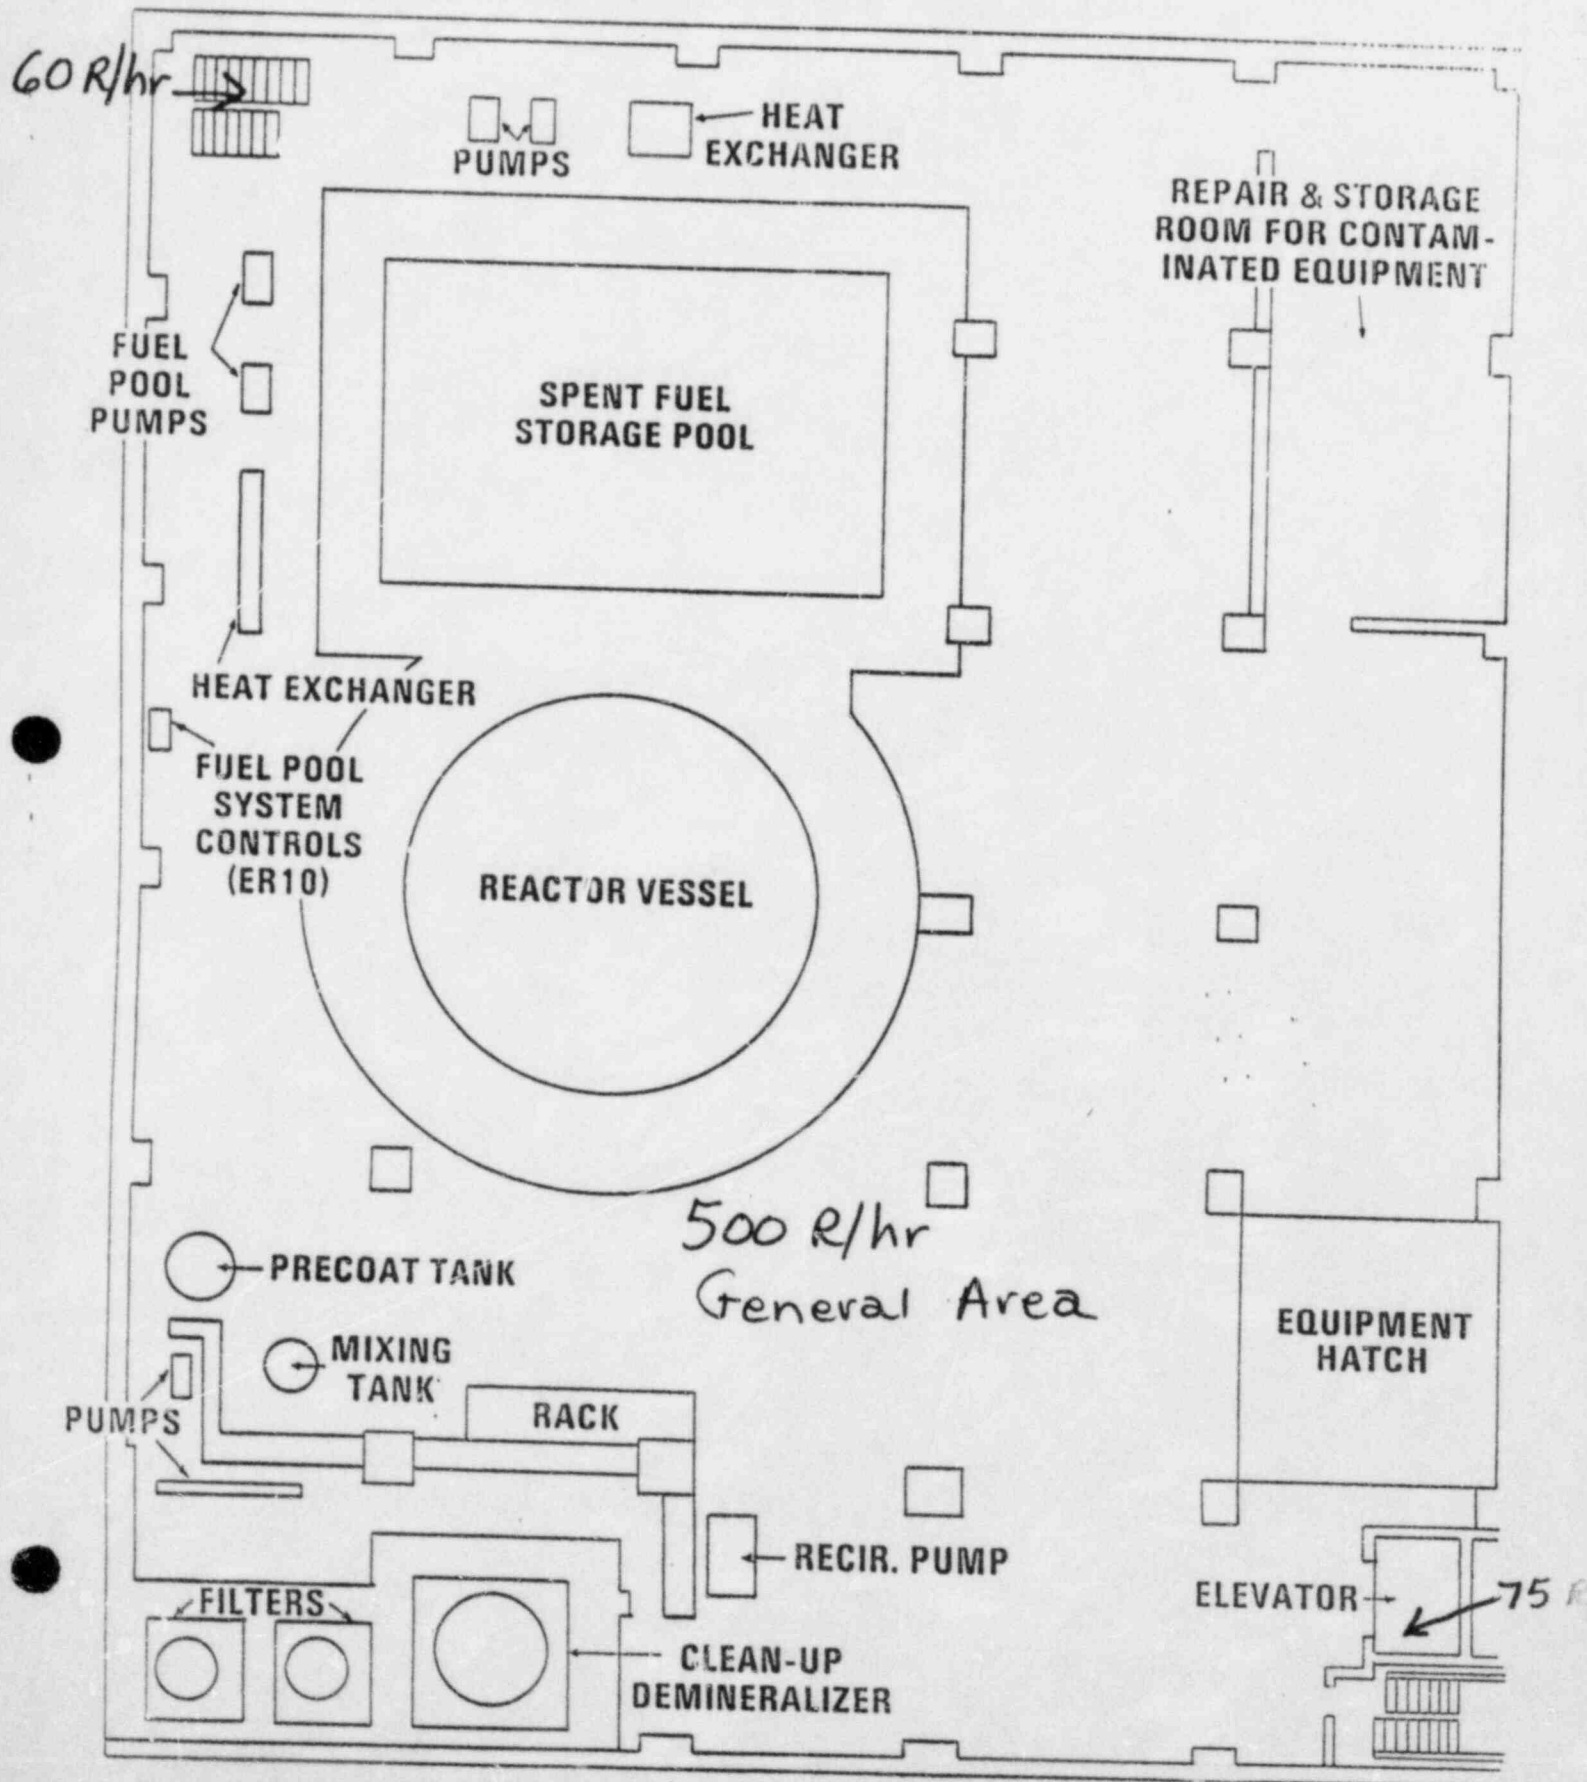 60 R/hr
PUMPS
HEAT
EXCHANGER
REPAIR & STORAGE
ROOM FOR CONTAM-
INATED EQUIPMENT
FUEL
POOL
PUMPS
SPENT FUEL
STORAGE POOL
HEAT EXCHANGER
FUEL POOL
SYSTEM
CONTROLS
(ER10)
REACTOR VESSEL
500 R/hr
General Area
PRECOAT TANK
MIXING
TANK
EQUIPMENT
HATCH
PUMPS
RACK
RECIR. PUMP
ELEVATOR
75 R
FILTERS
CLEAN-UP
DEMINERALIZER